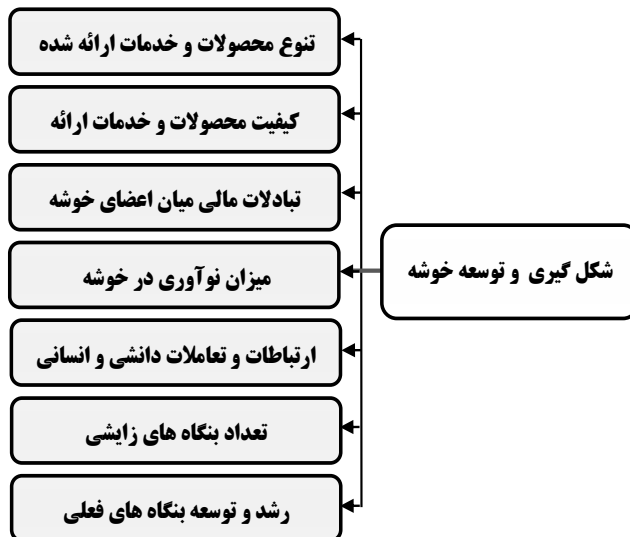 تنوع محصولات و خدمات ارائه شده
کیفیت محصولات و خدمات ارائه
تبادلات مالی میان اعضای خوشه
شکل گیری و توسعه خوشه
میزان نوآوری در خوشه
ارتباطات و تعاملات دانشی و انسانی
تعداد بنگاه های زایشی
رشد و توسعه بنگاه های فعلی